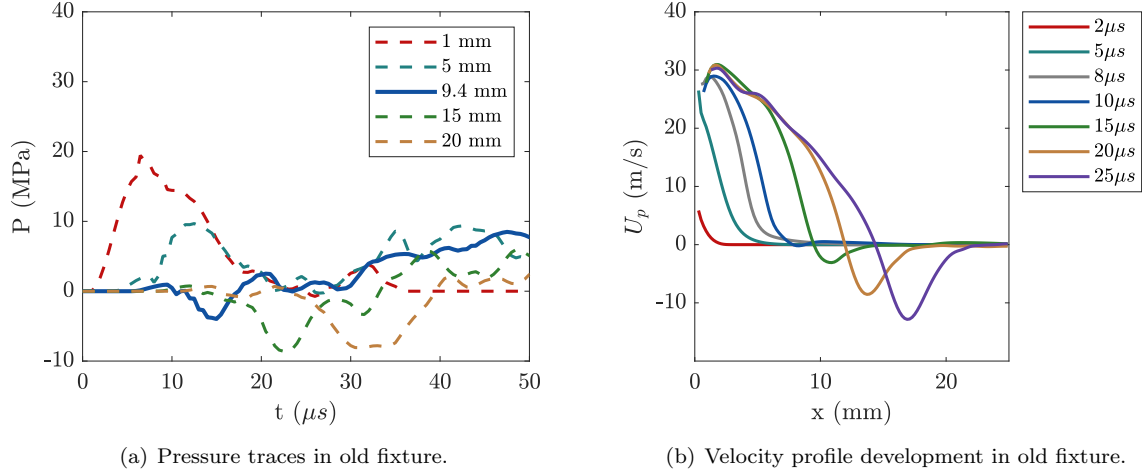 40
30
20
10
0
-10
P (MPa)
0
10
20
30
40
50
t (μs)
1 mm
5 mm
9.4 mm
15 mm
20 mm
(a) Pressure traces in old fixture.
40
30
20
10
0
-10
U_p (m/s)
0
10
20
x (mm)
2μs
5μs
8μs
10μs
15μs
20μs
25μs
(b) Velocity profile development in old fixture.